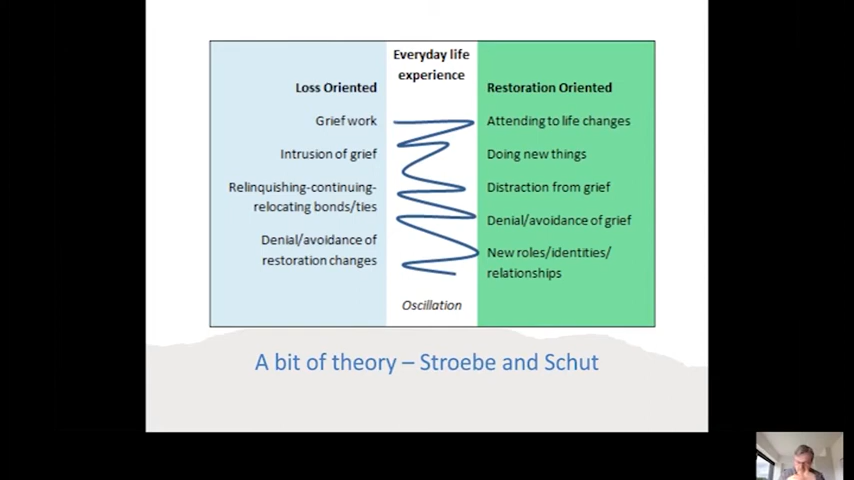 Everyday life
experience
Loss Oriented
Grief work
Intrusion of grief
Relinquishing-continuing-
relocating bonds/ties
Denial/avoidance of
restoration changes
Oscillation
Restoration Oriented
Attending to life changes
Doing new things
Distraction from grief
Denial/avoidance of grief
New roles/identities/
relationships
A bit of theory – Stroebe and Schut